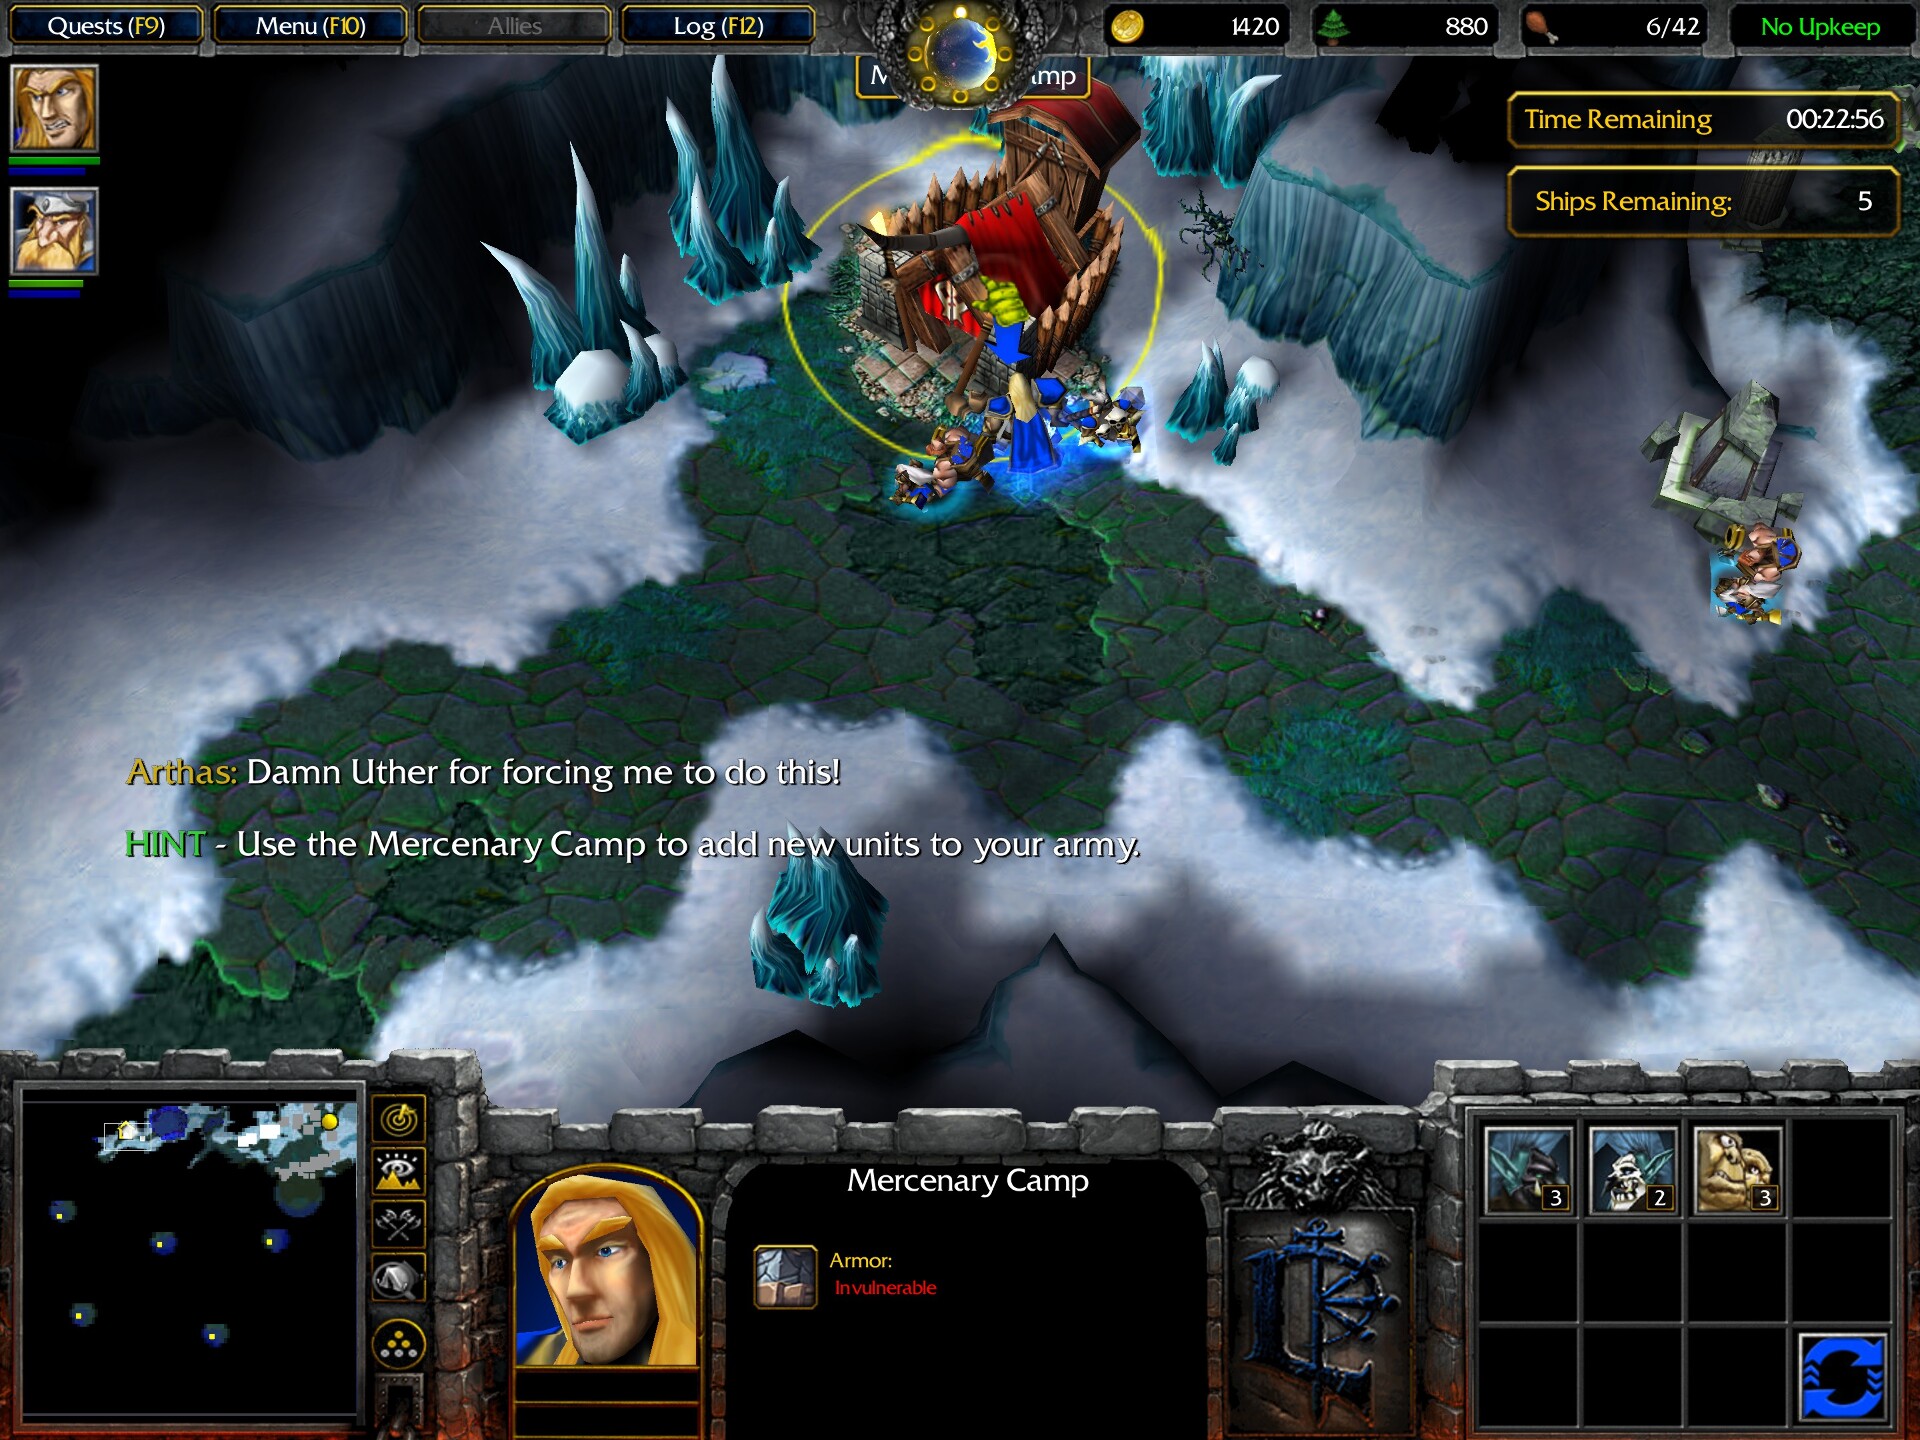 Quests (F9)
Menu (F10)
Allies
Log (F12)
1420
880
6/42
No Upkeep
Time Remaining 00:22:56
Ships Remaining: 5
Arthas: Damn Uther for forcing me to do this!
HINT - Use the Mercenary Camp to add new units to your army.
Mercenary Camp
Armor:
Invulnerable
3
2
3